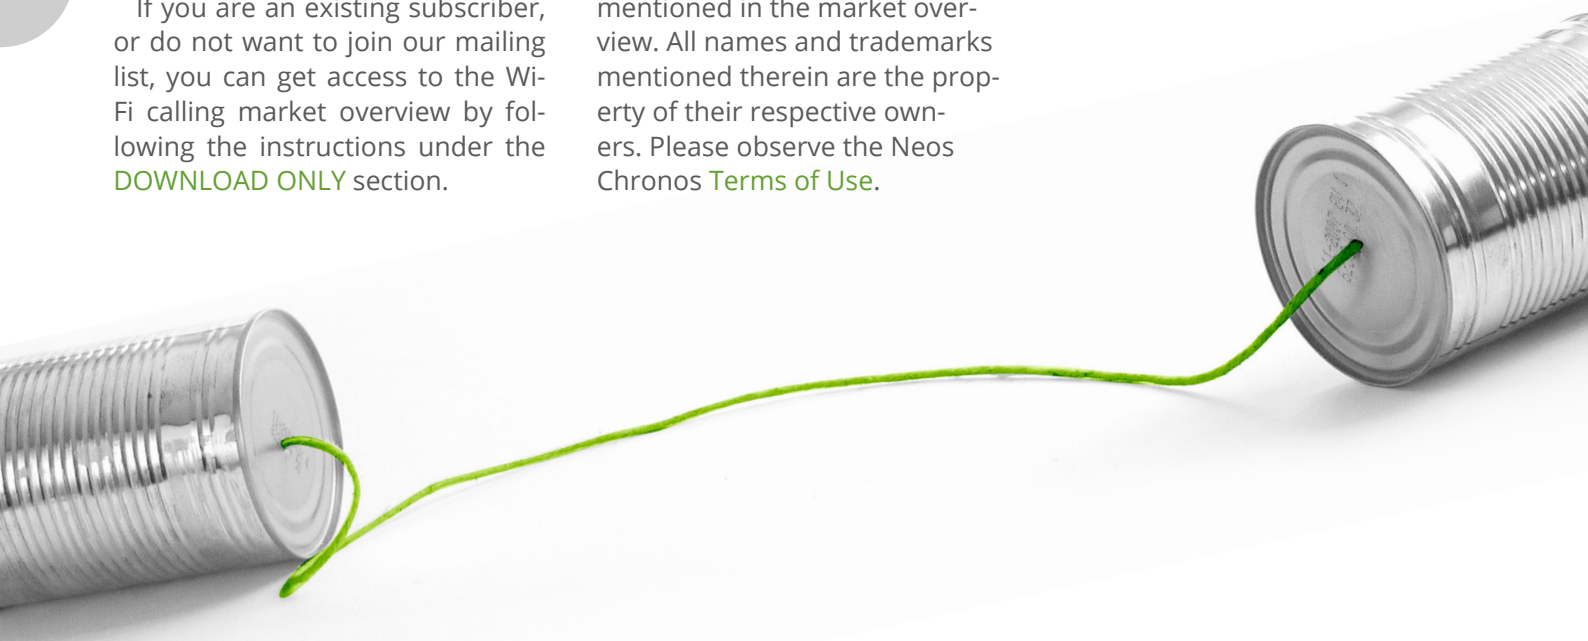 If you are an existing subscriber,
or do not want to join our mailing
list, you can get access to the Wi-
Fi calling market overview by fol-
lowing the instructions under the
DOWNLOAD ONLY section.
mentioned in the market over-
view. All names and trademarks
mentioned therein are the prop-
erty of their respective own-
ers. Please observe the Neos
Chronos Terms of Use.